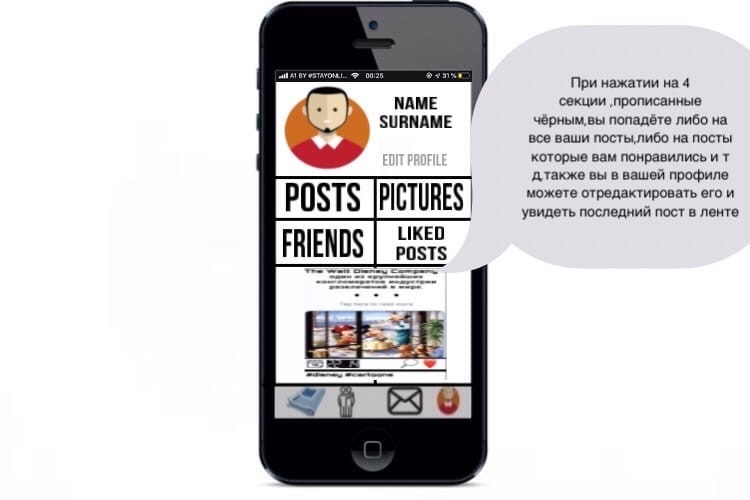 A1 BY #STAYONLI... 00:25 31%
NAME
SURNAME
EDIT PROFILE
POSTS
PICTURES
FRIENDS
LIKED
POSTS
The Walt Disney Company
один из крупнейших
конгломератов индустрии
развлечений в мире.
Tap here to read more
#disney #cartoons
При нажатии на 4
секции ,прописанные
чёрным,вы попадёте либо на
все ваши посты,либо на посты
которые вам понравились и т
д,также вы в вашей профиле
можете отредактировать его и
увидеть последний пост в ленте